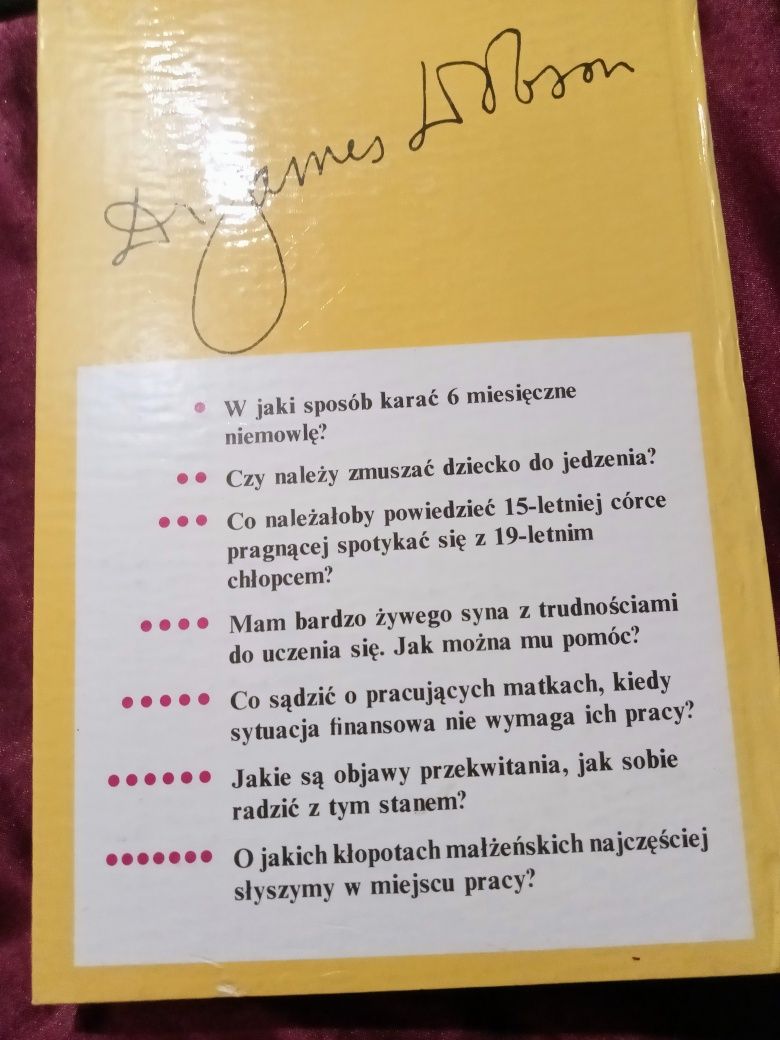 Dr. James Dobson
W jaki sposób karać 6 miesięczne
niemowlę?
Czy należy zmuszać dziecko do jedzenia?
Co należałoby powiedzieć 15-letniej córce
pragnącej spotykać się z 19-letnim
chłopcem?
Mam bardzo żywego syna z trudnościami
do uczenia się. Jak można mu pomóc?
Co sądzić o pracujących matkach, kiedy
sytuacja finansowa nie wymaga ich pracy?
Jakie są objawy przekwitania, jak sobie
radzić z tym stanem?
O jakich kłopotach małżeńskich najczęściej
słyszymy w miejscu pracy?